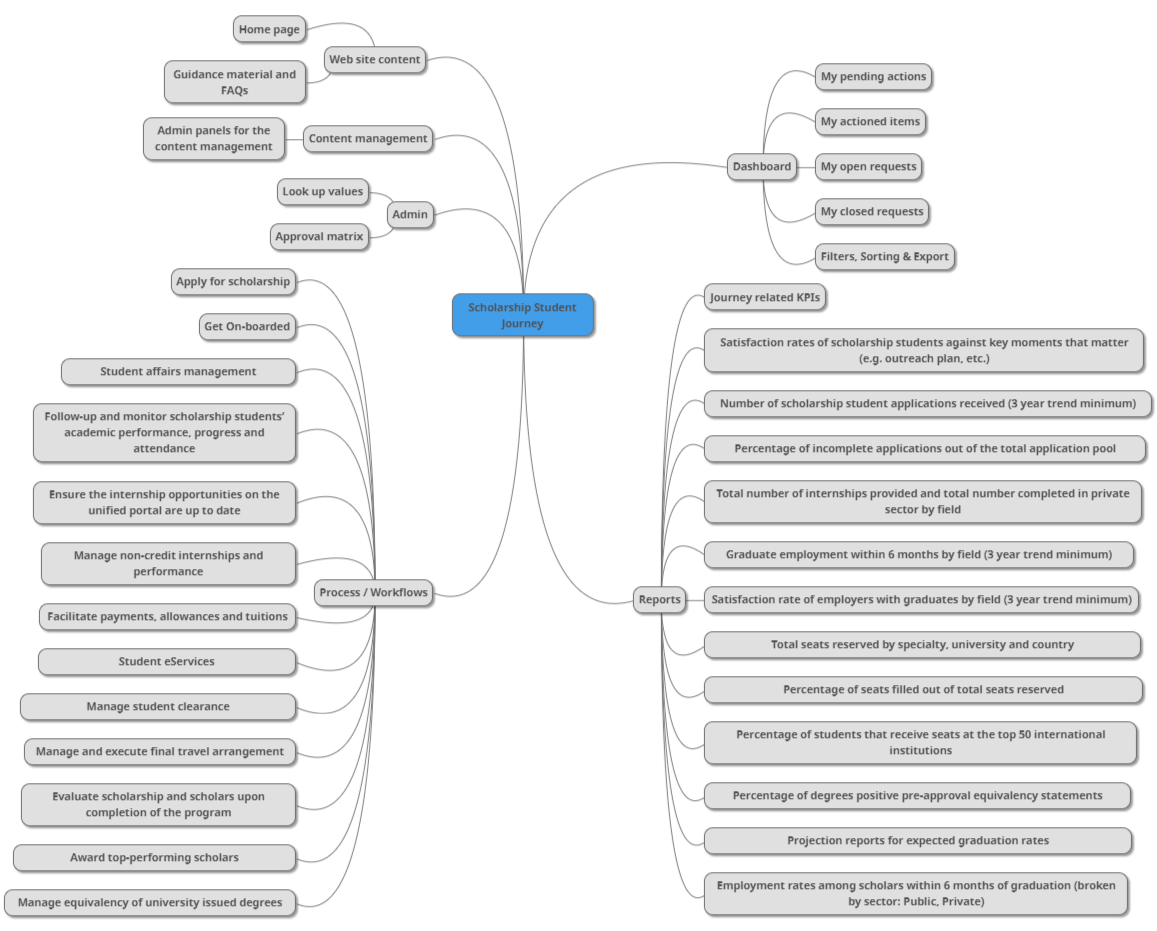 Scholarship Student
Journey
Web site content
Home page
Guidance material and
FAQs
Content management
Admin panels for the
content management
Admin
Look up values
Approval matrix
Process / Workflows
Apply for scholarship
Get On-boarded
Student affairs management
Follow-up and monitor scholarship students’
academic performance, progress and
attendance
Ensure the internship opportunities on the
unified portal are up to date
Manage non-credit internships and
performance
Facilitate payments, allowances and tuitions
Student eServices
Manage student clearance
Manage and execute final travel arrangement
Evaluate scholarship and scholars upon
completion of the program
Award top-performing scholars
Manage equivalency of university issued degrees
Dashboard
My pending actions
My actioned items
My open requests
My closed requests
Filters, Sorting & Export
Reports
Journey related KPIs
Satisfaction rates of scholarship students against key moments that matter
(e.g. outreach plan, etc.)
Number of scholarship student applications received (3 year trend minimum)
Percentage of incomplete applications out of the total application pool
Total number of internships provided and total number completed in private
sector by field
Graduate employment within 6 months by field (3 year trend minimum)
Satisfaction rate of employers with graduates by field (3 year trend minimum)
Total seats reserved by specialty, university and country
Percentage of seats filled out of total seats reserved
Percentage of students that receive seats at the top 50 international
institutions
Percentage of degrees positive pre-approval equivalency statements
Projection reports for expected graduation rates
Employment rates among scholars within 6 months of graduation (broken
by sector: Public, Private)